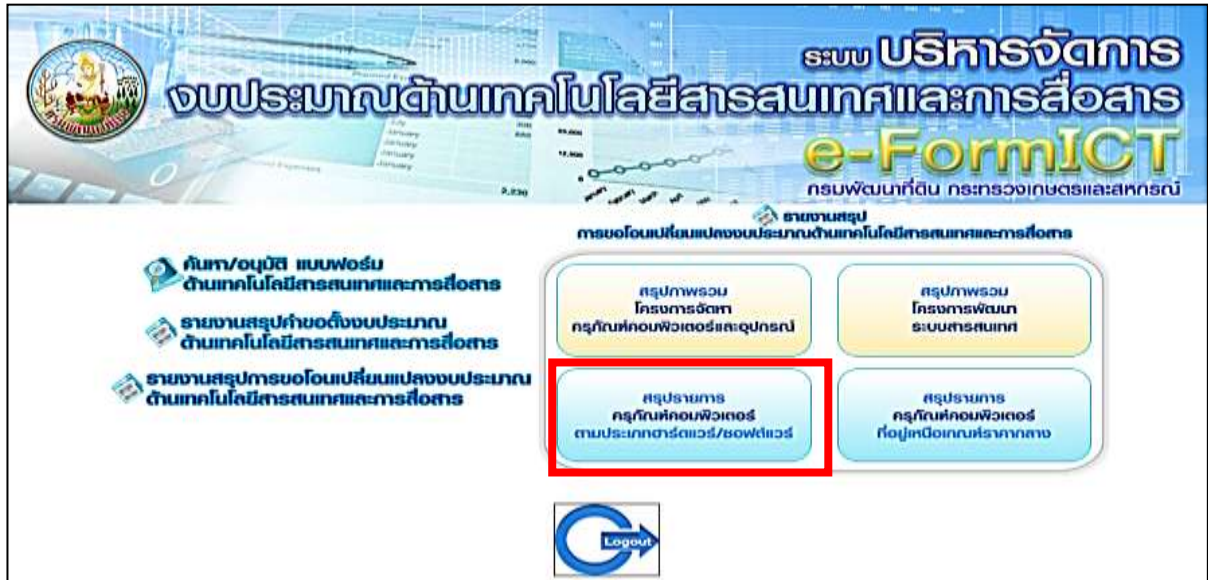 ระบบ บริหารจัดการ
งบประมาณด้านเทคโนโลยีสารสนเทศและการสื่อสาร
e-FormICT
กรมพัฒนาที่ดิน กระทรวงเกษตรและสหกรณ์
รายงานสรุป
การขอโอนเปลี่ยนแปลงงบประมาณด้านเทคโนโลยีสารสนเทศและการสื่อสาร
ค้นหา/อนุมัติ แบบฟอร์ม
ด้านเทคโนโลยีสารสนเทศและการสื่อสาร
รายงานสรุปคำขอตั้งงบประมาณ
ด้านเทคโนโลยีสารสนเทศและการสื่อสาร
รายงานสรุปการขอโอนเปลี่ยนแปลงงบประมาณ
ด้านเทคโนโลยีสารสนเทศและการสื่อสาร
สรุปภาพรวม
โครงการจัดหา
ครุภัณฑ์คอมพิวเตอร์และอุปกรณ์
สรุปภาพรวม
โครงการพัฒนา
ระบบสารสนเทศ
สรุปรายการ
ครุภัณฑ์คอมพิวเตอร์
ตามประเภทฮาร์ดแวร์/ซอฟต์แวร์
สรุปรายการ
ครุภัณฑ์คอมพิวเตอร์
ที่อยู่เหนือเกณฑ์ราคากลาง
Logout